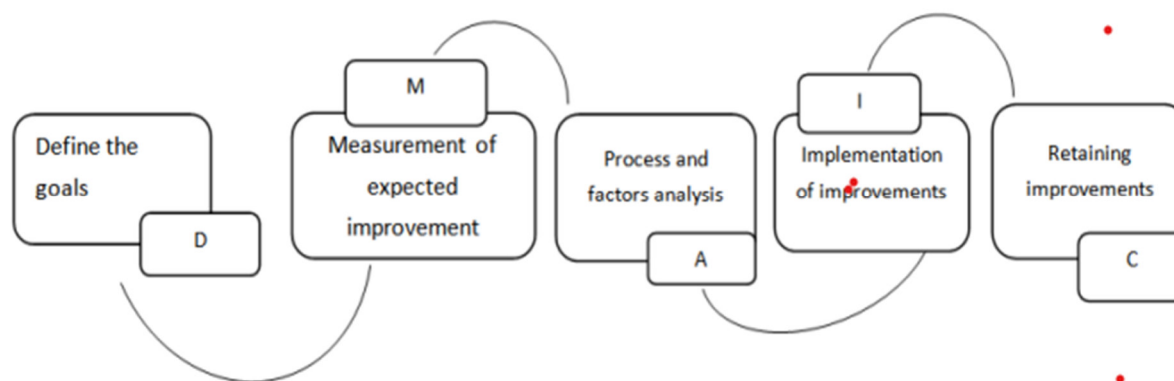 Define the
goals
D
M
Measurement of
expected
improvement
Process and
factors analysis
A
I
Implementation
of improvements
Retaining
improvements
C